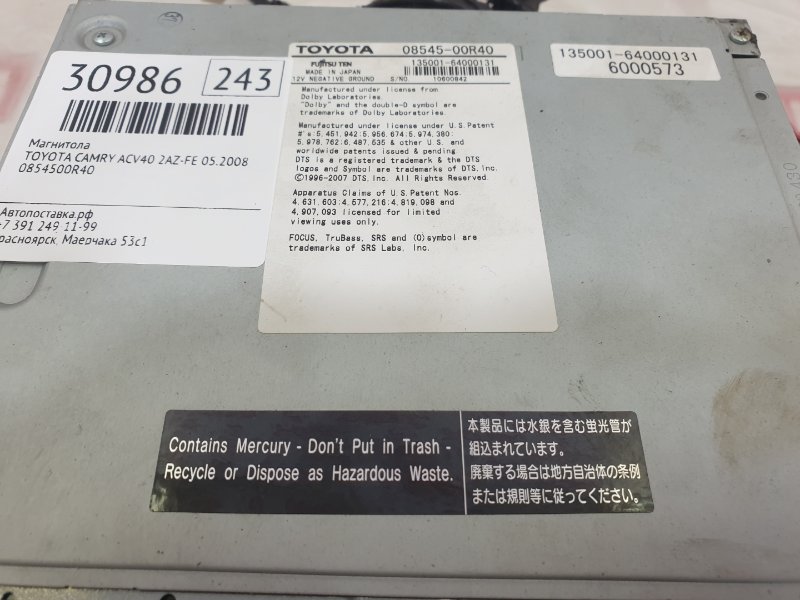 30986 243
Магнитола
TOYOTA CAMRY ACV40 2AZ-FE 05.2008
0854500R40
Автопоставка.рф
+7 391 249 11-99
расноярск, Маерчака 53с1
TOYOTA 08545-00R40
FUJITSU TEN 135001-64000131
MADE IN JAPAN
12V NEGATIVE GROUND S/NO. 10600842
Manufactured under license from
Dolby Laboratories.
"Dolby" and the double-D symbol are
trademarks of Dolby Laboratories.
Manufactured under license under U.S. Patent
#'s: 5,451,942; 5,956,674; 5,974,380;
5,978,762; 6,487,535 & other U.S. and
worldwide patents issued & pending.
DTS is a registered trademark & the DTS
logos and Symbol are trademarks of DTS, Inc.
©1996-2007 DTS, Inc. All Rights Reserved.
Apparatus Claims of U.S. Patent Nos.
4,631,603; 4,577,216; 4,819,098 and
4,907,093 licensed for limited
viewing uses only.
FOCUS, TruBass, SRS and (O)symbol are
trademarks of SRS Labs, Inc.
135001-64000131
6000573
Contains Mercury - Don't Put in Trash -
Recycle or Dispose as Hazardous Waste.
本製品には水銀を含む蛍光管が
組込まれています。
廃棄する場合は地方自治体の条例
または規則等に従ってください。